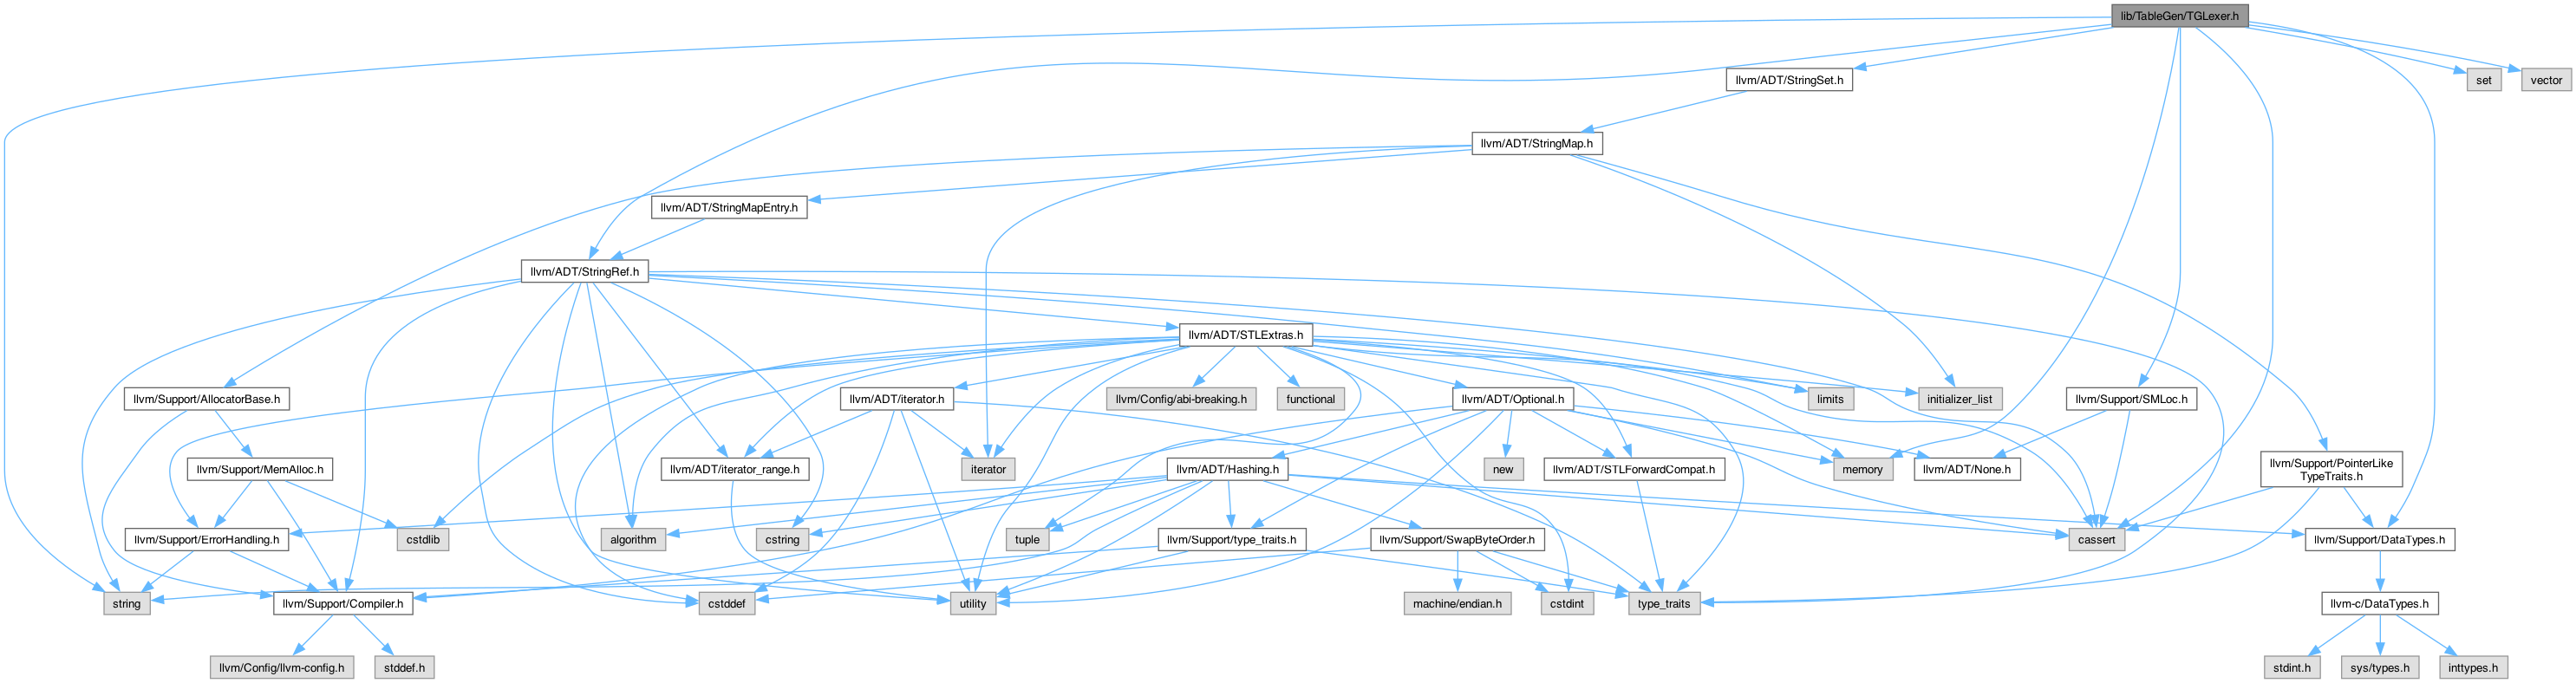 lib/TableGen/TGLexer.h
llvm/ADT/StringSet.h
set
vector
llvm/ADT/StringMap.h
llvm/ADT/StringMapEntry.h
llvm/ADT/StringRef.h
llvm/ADT/STLExtras.h
llvm/Support/AllocatorBase.h
llvm/ADT/iterator.h
llvm/Config/abi-breaking.h
functional
llvm/ADT/Optional.h
limits
initializer_list
llvm/Support/SMLoc.h
llvm/Support/MemAlloc.h
llvm/ADT/iterator_range.h
iterator
llvm/ADT/Hashing.h
new
llvm/ADT/STLForwardCompat.h
memory
llvm/ADT/None.h
llvm/Support/PointerLike
TypeTraits.h
llvm/Support/ErrorHandling.h
cstdlib
algorithm
cstring
tuple
llvm/Support/type_traits.h
llvm/Support/SwapByteOrder.h
cassert
llvm/Support/DataTypes.h
string
llvm/Support/Compiler.h
cstddef
utility
machine/endian.h
cstdint
type_traits
llvm-c/DataTypes.h
llvm/Config/llvm-config.h
stddef.h
stdint.h
sys/types.h
inttypes.h